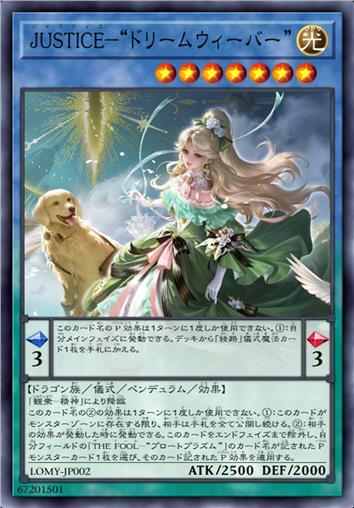 JUSTICE－“ドリームウィーバー”
光
このカード名のP効果は1ターンに1度しか使用できない。①：自
分メインフェイズに発動できる。デッキから「　　」儀式魔法カー
ド1枚を手札に加える。
3
3
【ドラゴン族／儀式／ペンデュラム／効果】
「　　」により降臨
このカード名の②の効果は1ターンに1度しか使用できない。①：このカードが
モンスターゾーンに存在する限り、相手は手札を全て公開し続ける。②：相手
の効果が発動した時に発動できる。このカードをエンドフェイズまで除外し、自
分フィールドの「THE FOOL－“プロートプラズム”」のカード名が記されたP
モンスターカード1枚を選び、そのカード記されたP効果を適用する。
LOMY-JP002
ATK/2500 DEF/2000
67201501